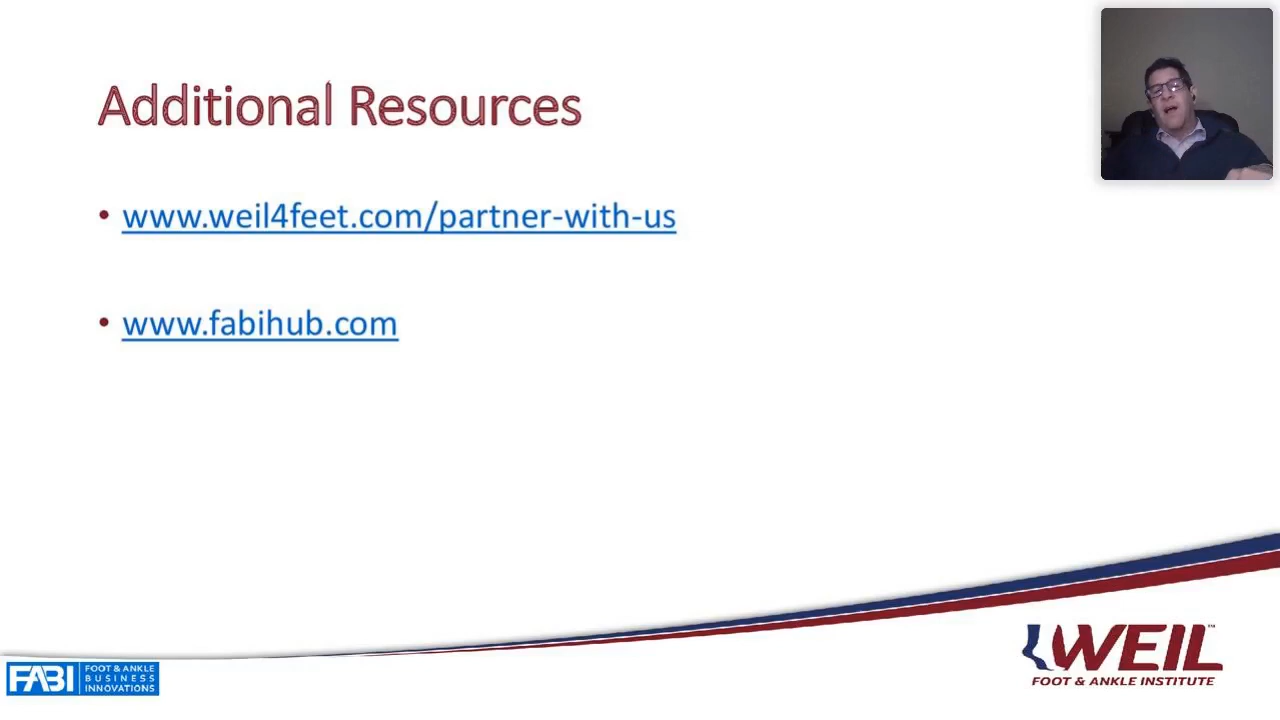 Additional Resources
• www.weil4feet.com/partner-with-us
• www.fabihub.com
FABI FOOT & ANKLE
BUSINESS
INNOVATIONS
WEIL™
FOOT & ANKLE INSTITUTE